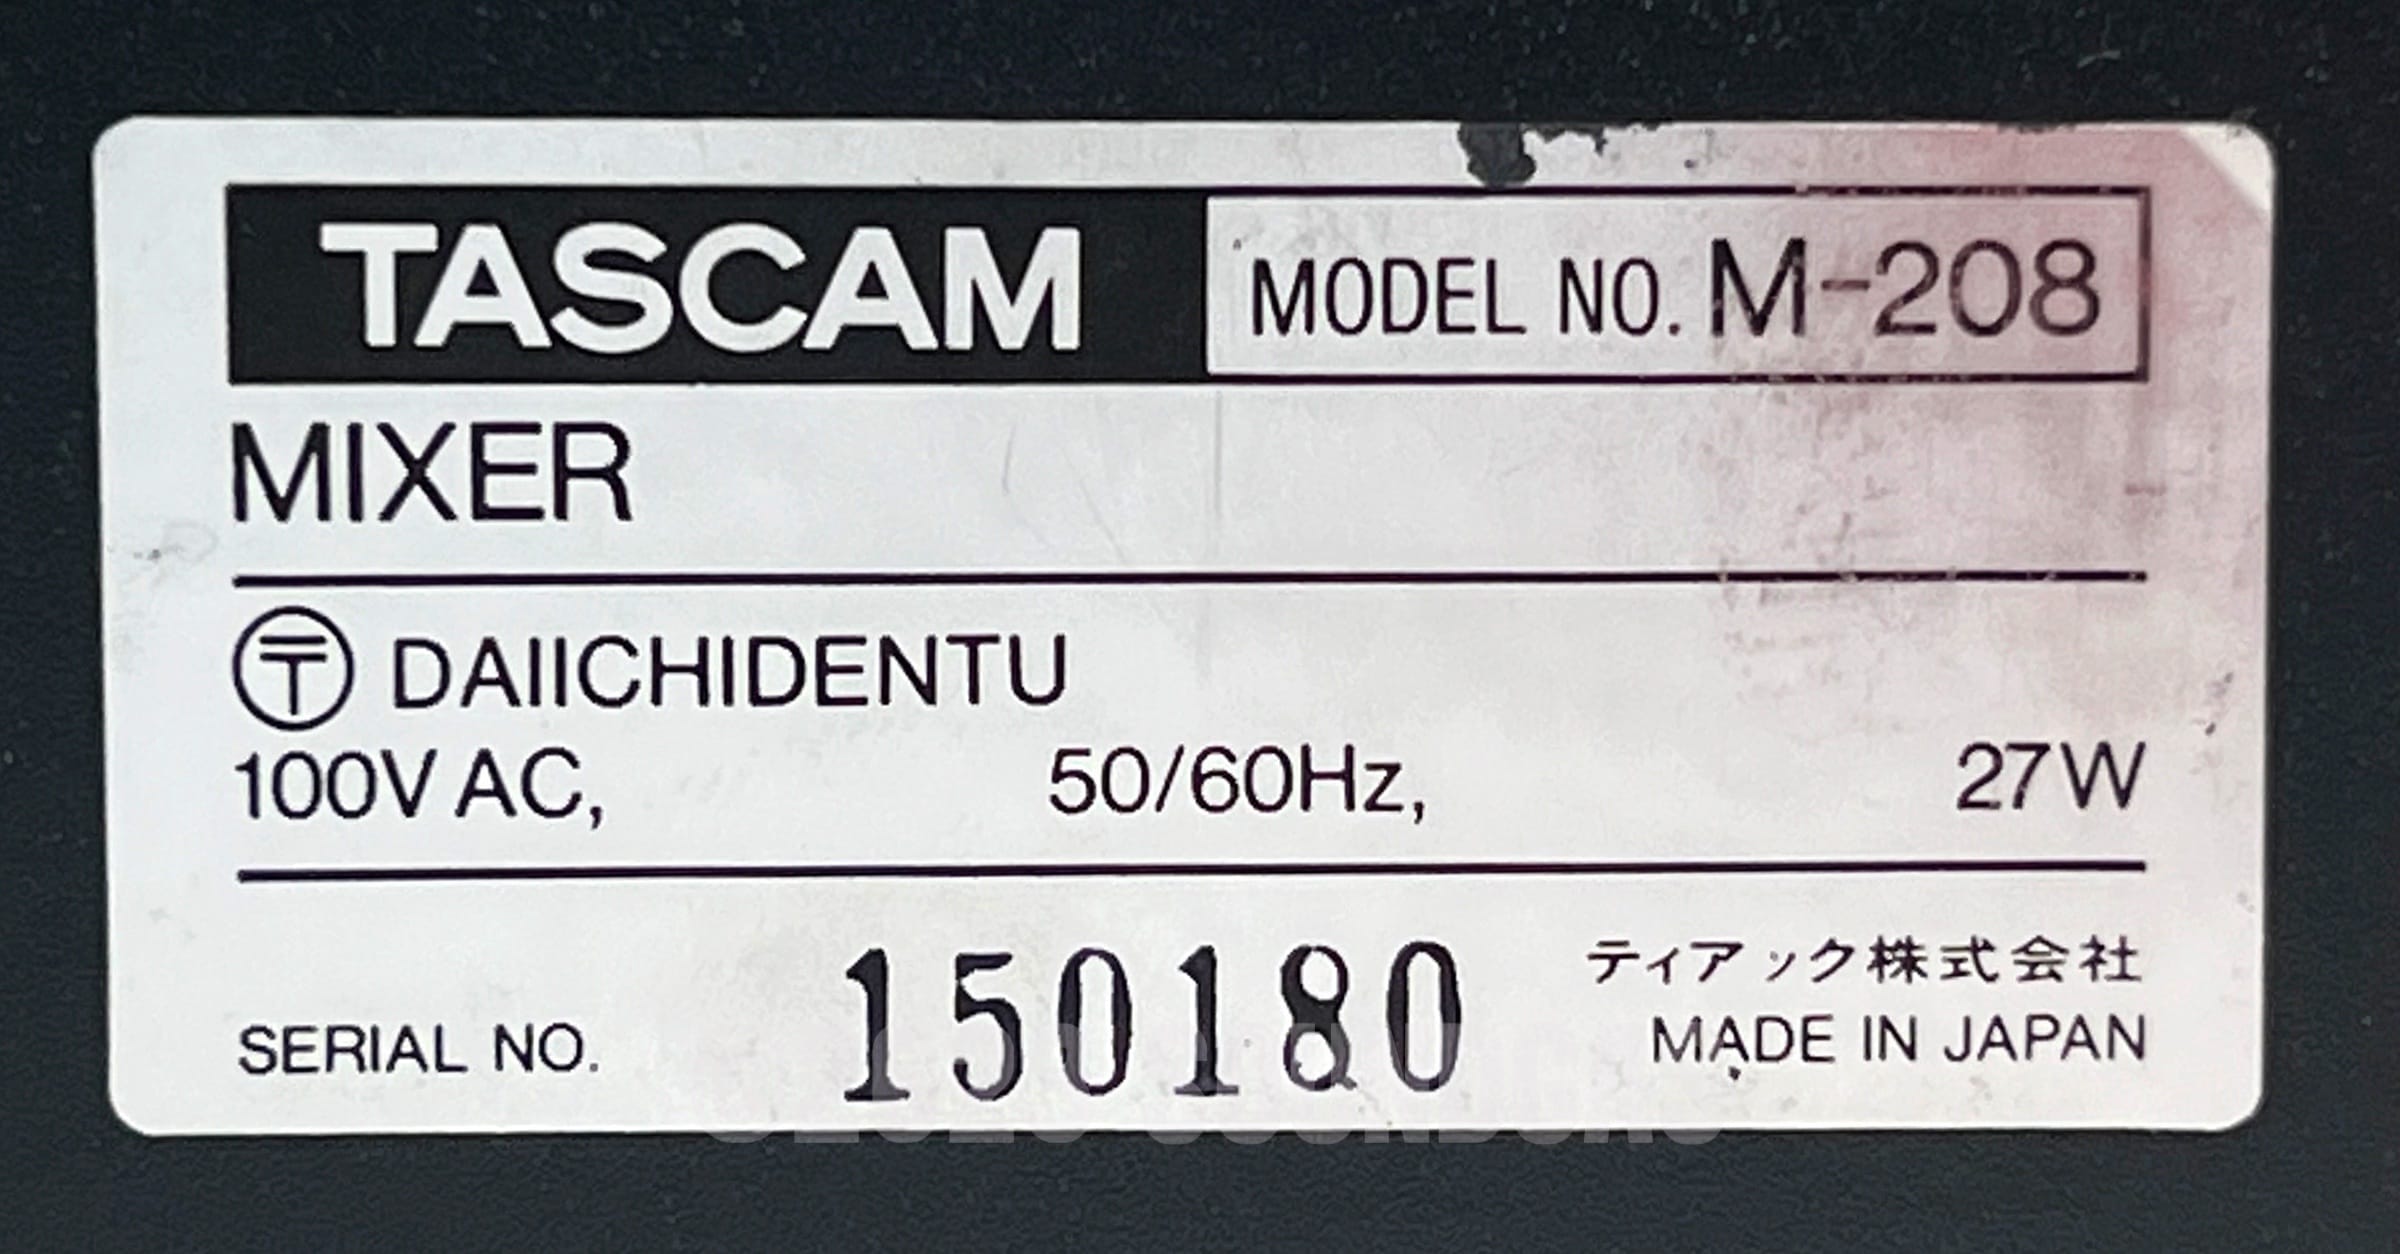 TASCAM MODEL NO. M-208
MIXER
〒 DAIICHIDENTU
100V AC, 50/60Hz, 27W
SERIAL NO. 150180
ティアック株式会社
MADE IN JAPAN